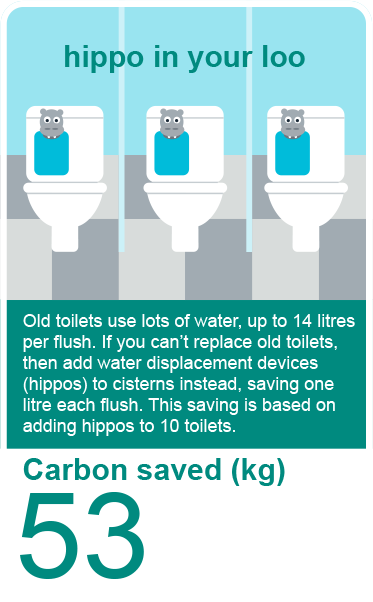 hippo in your loo
Old toilets use lots of water, up to 14 litres
per flush. If you can’t replace old toilets,
then add water displacement devices
(hippos) to cisterns instead, saving one
litre each flush. This saving is based on
adding hippos to 10 toilets.
Carbon saved (kg)
53